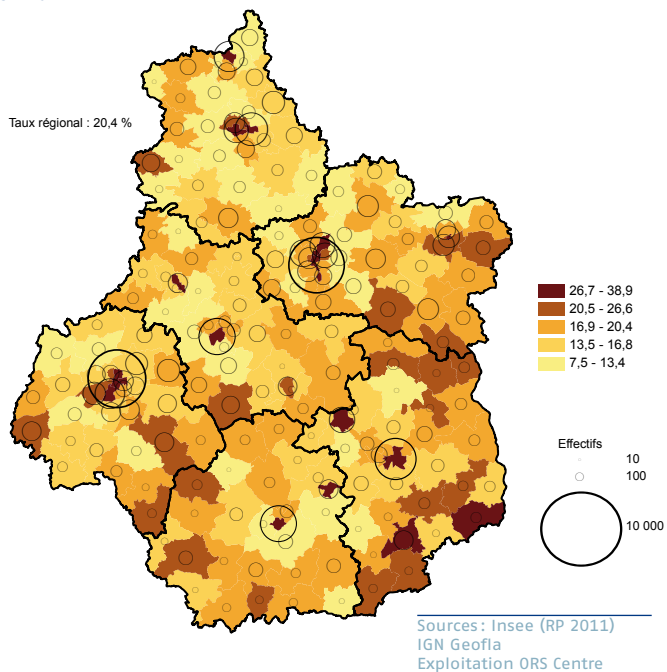 Taux régional : 20,4 %
26,7 - 38,9
20,5 - 26,6
16,9 - 20,4
13,5 - 16,8
7,5 - 13,4
Effectifs
10
100
10 000
Sources : Insee (RP 2011)
IGN Geofla
Exploitation ORS Centre